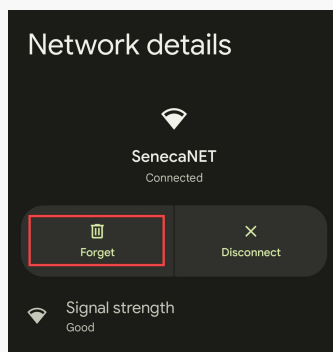 Network details
SenecaNET
Connected
Forget
Disconnect
Signal strength
Good